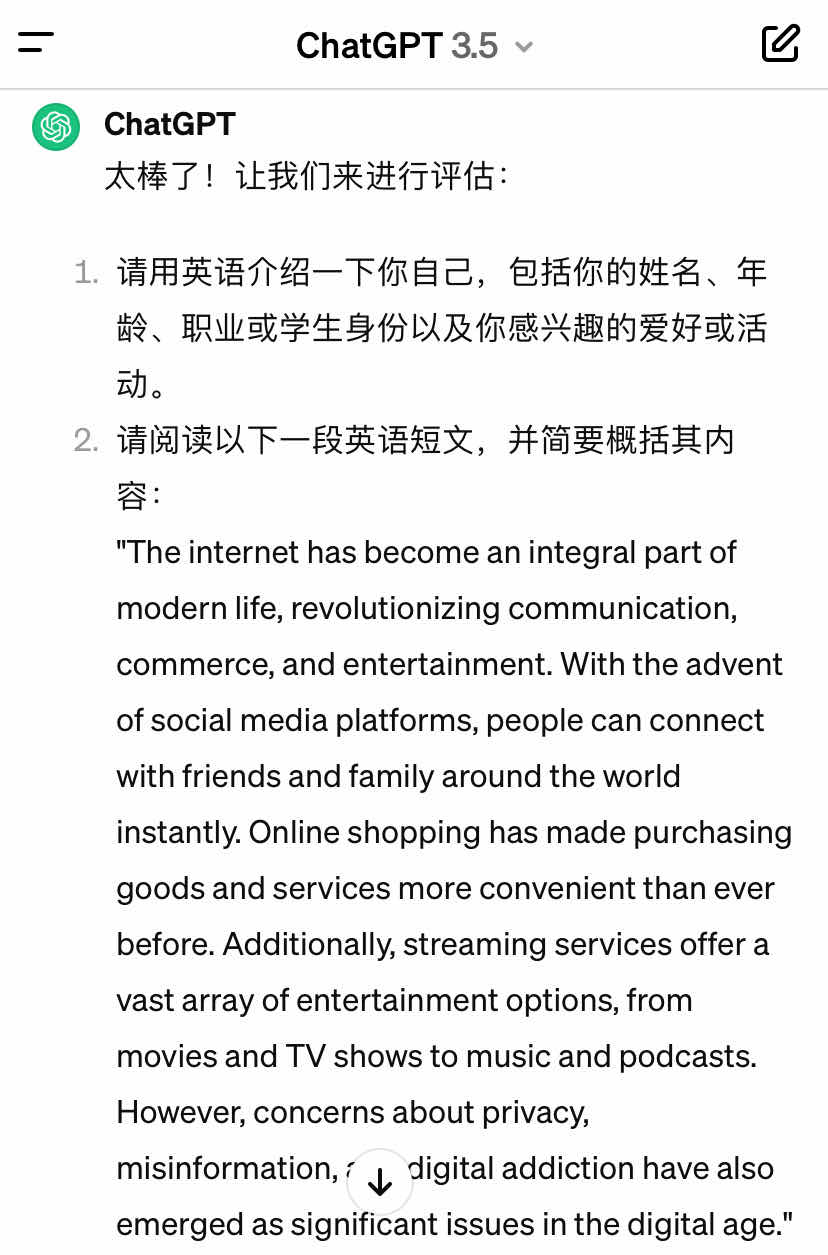 ChatGPT 3.5
ChatGPT
太棒了！让我们来进行评估：
1. 请用英语介绍一下你自己，包括你的姓名、年
龄、职业或学生身份以及你感兴趣的爱好或活
动。
2. 请阅读以下一段英语短文，并简要概括其内
容：
"The internet has become an integral part of
modern life, revolutionizing communication,
commerce, and entertainment. With the advent
of social media platforms, people can connect
with friends and family around the world
instantly. Online shopping has made purchasing
goods and services more convenient than ever
before. Additionally, streaming services offer a
vast array of entertainment options, from
movies and TV shows to music and podcasts.
However, concerns about privacy,
misinformation, digital addiction have also
emerged as significant issues in the digital age."